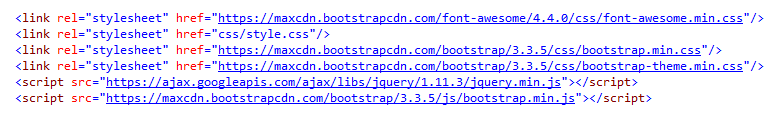 <link rel="stylesheet" href="https://maxcdn.bootstrapcdn.com/font-awesome/4.4.0/css/font-awesome.min.css"/>
<link rel="stylesheet" href="css/style.css"/>
<link rel="stylesheet" href="https://maxcdn.bootstrapcdn.com/bootstrap/3.3.5/css/bootstrap.min.css"/>
<link rel="stylesheet" href="https://maxcdn.bootstrapcdn.com/bootstrap/3.3.5/css/bootstrap-theme.min.css"/>
<script src="https://ajax.googleapis.com/ajax/libs/jquery/1.11.3/jquery.min.js"></script>
<script src="https://maxcdn.bootstrapcdn.com/bootstrap/3.3.5/js/bootstrap.min.js"></script>